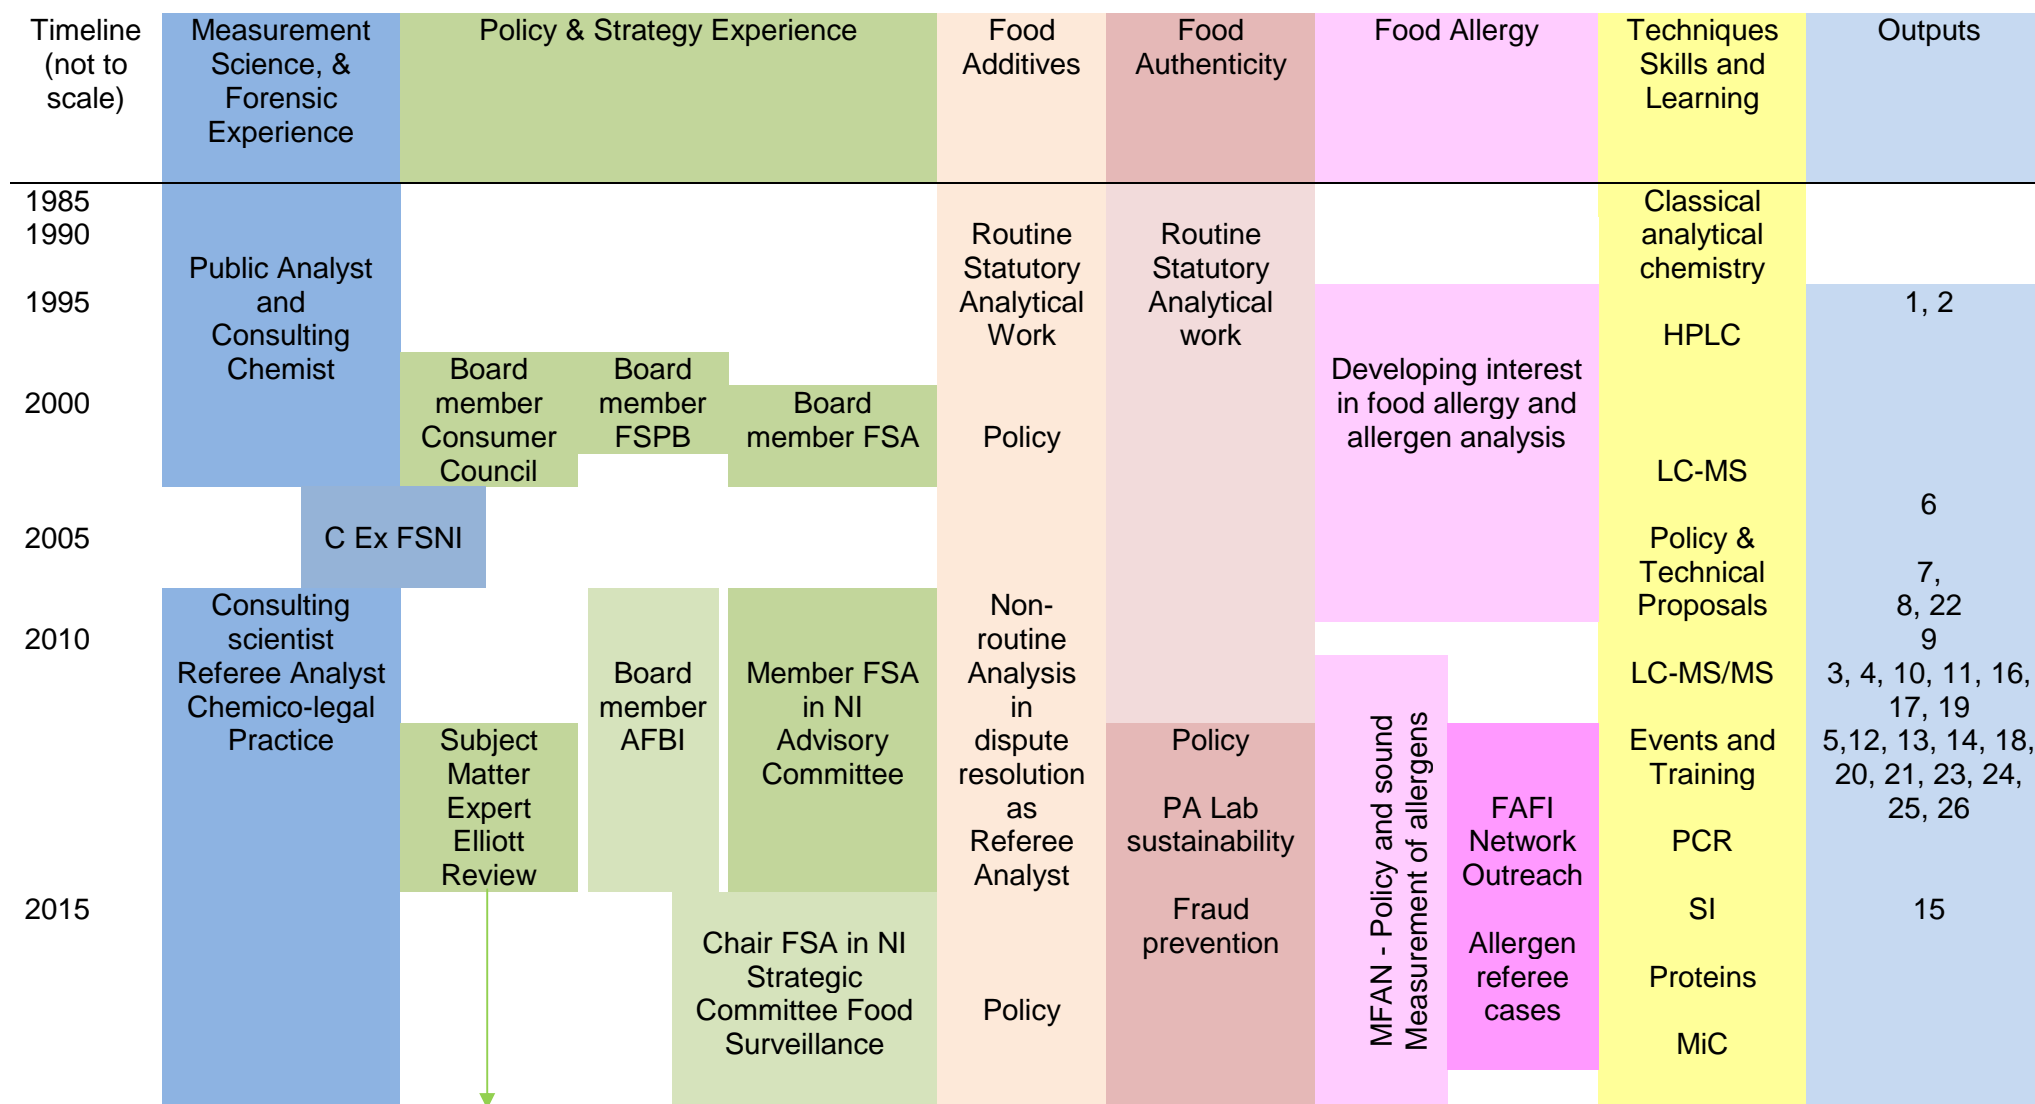 Timeline
(not to
scale)
Measurement
Science, &
Forensic
Experience
Policy & Strategy Experience
Food
Additives
Food
Authenticity
Food Allergy
Techniques
Skills and
Learning
Outputs
1985
1990
1995
2000
2005
2010
2015
Public Analyst
and
Consulting
Chemist
C Ex FSNI
Consulting
scientist
Referee Analyst
Chemico-legal
Practice
Board
member
Consumer
Council
Board
member
FSPB
Board
member FSA
Subject
Matter
Expert
Elliott
Review
Board
member
AFBI
Member FSA
in NI
Advisory
Committee
Chair FSA in NI
Strategic
Committee Food
Surveillance
Routine
Statutory
Analytical
Work
Policy
Non-
routine
Analysis
in
dispute
resolution
as
Referee
Analyst
Policy
Routine
Statutory
Analytical
work
Policy
PA Lab
sustainability
Fraud
prevention
Developing interest
in food allergy and
allergen analysis
MFAN - Policy and sound
Measurement of allergens
FAFI
Network
Outreach
Allergen
referee
cases
Classical
analytical
chemistry
HPLC
LC-MS
Policy &
Technical
Proposals
LC-MS/MS
Events and
Training
PCR
SI
Proteins
MiC
1, 2
6
7,
8, 22
9
3, 4, 10, 11, 16,
17, 19
5,12, 13, 14, 18,
20, 21, 23, 24,
25, 26
15